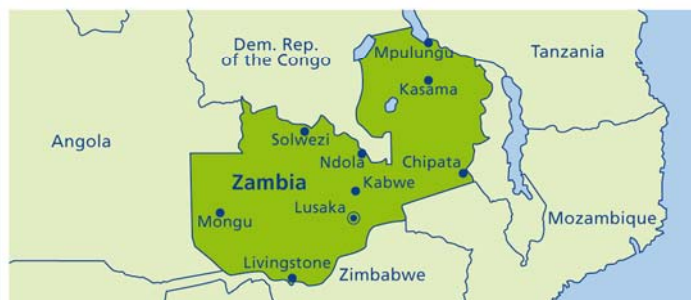 Dem. Rep.
of the Congo
Mpulungu
Tanzania
Kasama
Angola
Solwezi
Ndola
Chipata
Zambia
Kabwe
Lusaka
Mongu
Mozambique
Livingstone
Zimbabwe